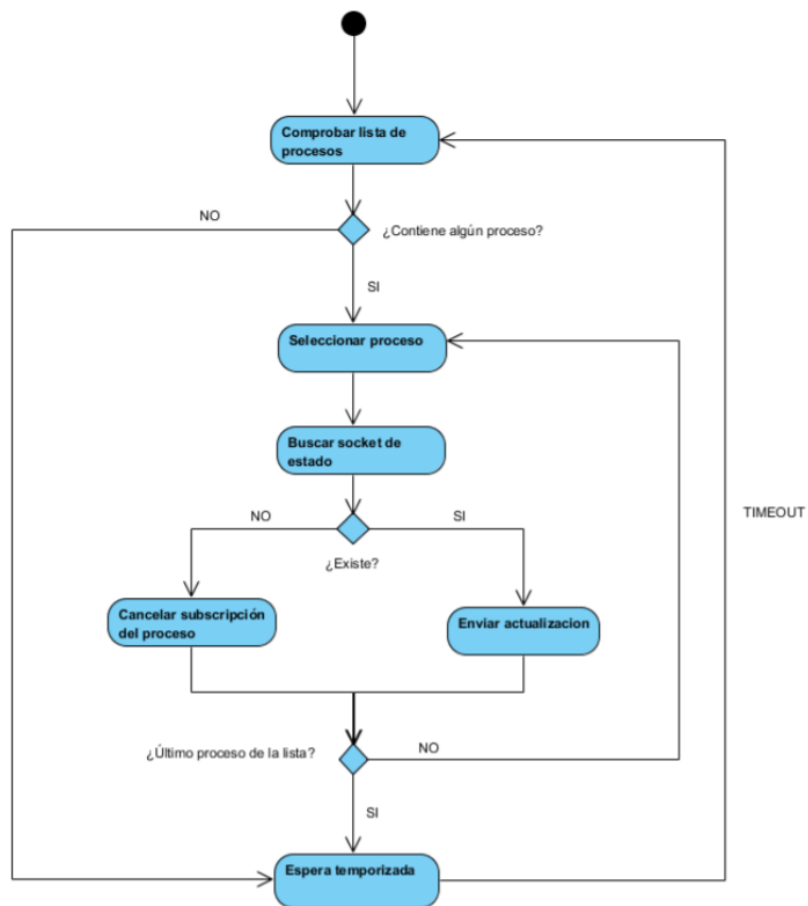 Comprobar lista de
procesos
NO
¿Contiene algún proceso?
SI
Seleccionar proceso
Buscar socket de
estado
TIMEOUT
NO
SI
¿Existe?
Cancelar subscripción
del proceso
Enviar actualizacion
¿Último proceso de la lista?
NO
SI
Espera temporizada